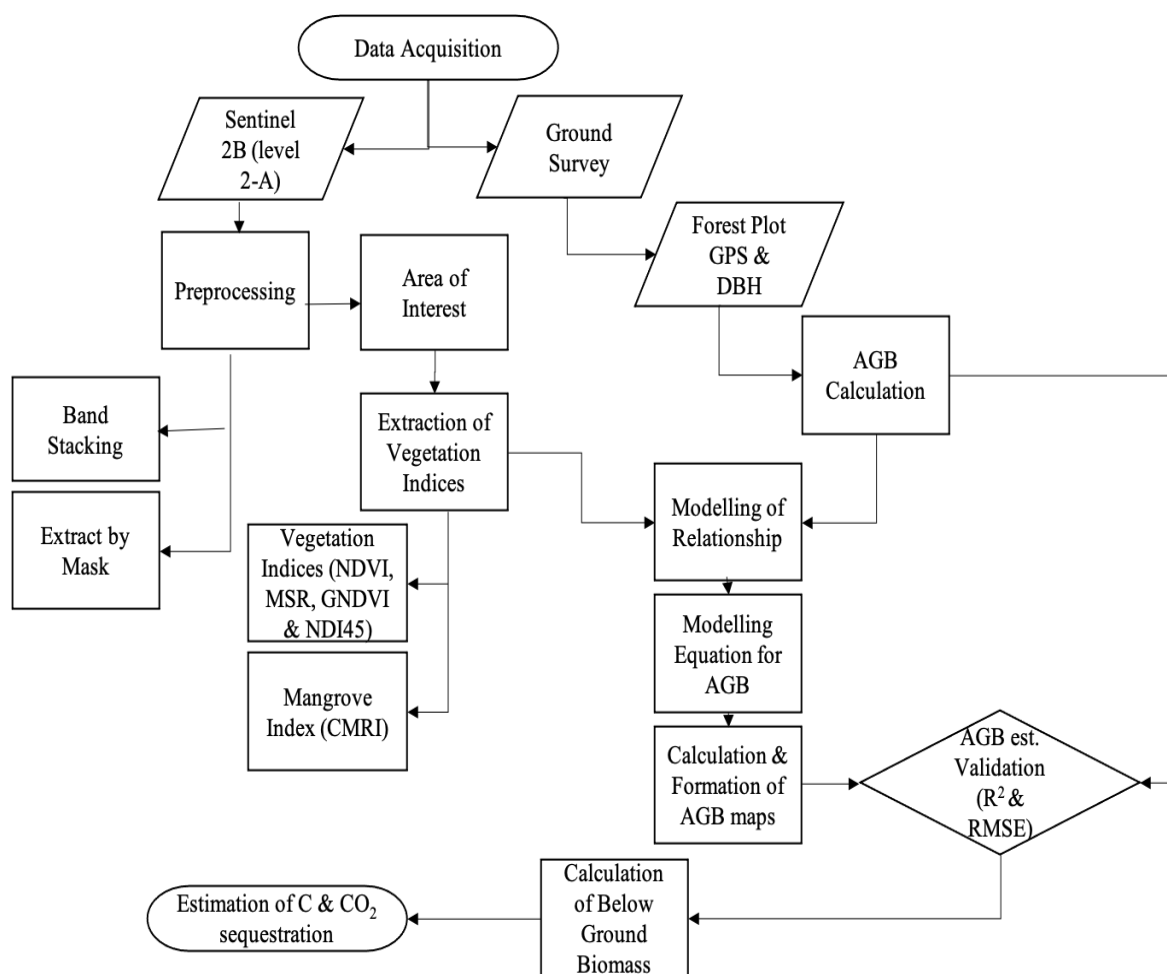 Data Acquisition
Sentinel
2B (level
2-A)
Ground
Survey
Forest Plot
GPS &
DBH
Preprocessing
Area of
Interest
AGB
Calculation
Band
Stacking
Extraction of
Vegetation
Indices
Extract by
Mask
Modelling of
Relationship
Vegetation
Indices (NDVI,
MSR, GNDVI
& NDI45)
Modelling
Equation for
AGB
Mangrove
Index (CMRI)
Calculation &
Formation of
AGB maps
AGB est.
Validation
(R² &
RMSE)
Calculation
of Below
Ground
Biomass
Estimation of C & CO₂
sequestration